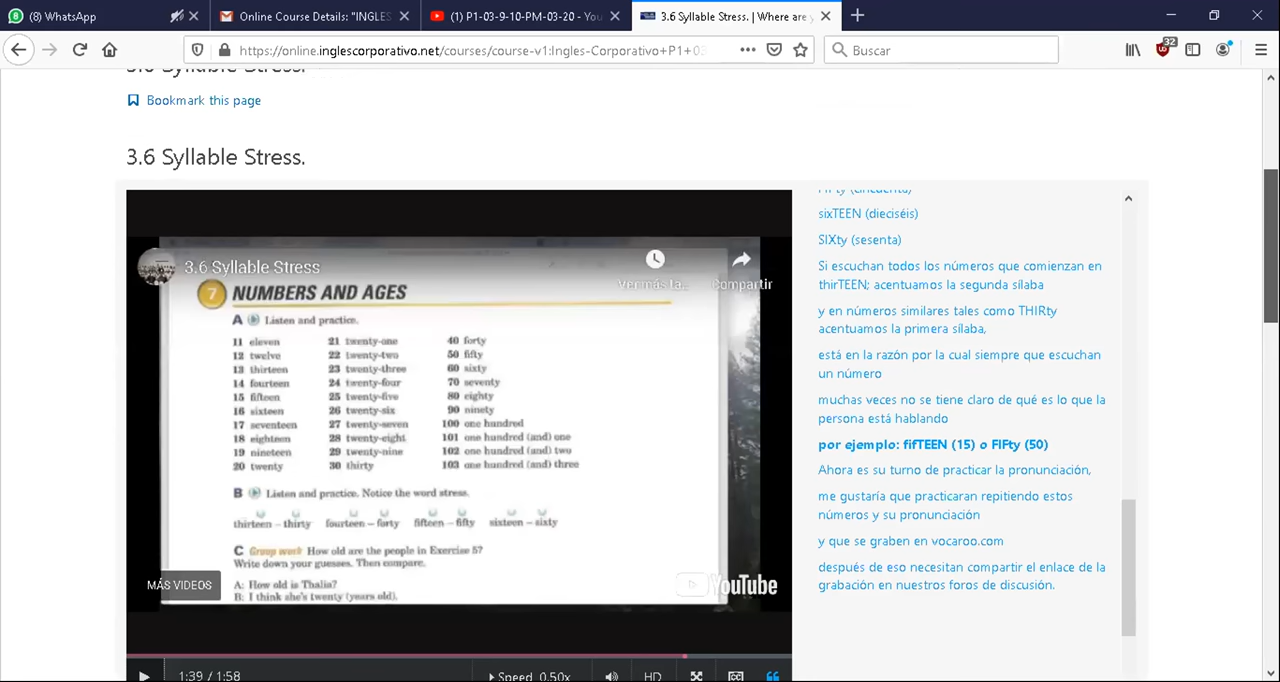 (8) WhatsApp
Online Course Details: "INGLES
(1) P1-03-9-10-PM-03-20 - You
3.6 Syllable Stress. | Where are y
https://online.inglescorporativo.net/courses/course-v1:Ingles-Corporativo+P1+03
Buscar
32
3.6 Syllable Stress.
Bookmark this page
3.6 Syllable Stress.
3.6 Syllable Stress
Ver más ta...
Compartir
7 NUMBERS AND AGES
A Listen and practice.
11 eleven 21 twenty-one 40 forty
12 twelve 22 twenty-two 50 fifty
13 thirteen 23 twenty-three 60 sixty
14 fourteen 24 twenty-four 70 seventy
15 fifteen 25 twenty-five 80 eighty
16 sixteen 26 twenty-six 90 ninety
17 seventeen 27 twenty-seven 100 one hundred
18 eighteen 28 twenty-eight 101 one hundred (and) one
19 nineteen 29 twenty-nine 102 one hundred (and) two
20 twenty 30 thirty 103 one hundred (and) three
B Listen and practice. Notice the word stress.
thirteen – thirty fourteen – forty fifteen – fifty sixteen – sixty
C Group work How old are the people in Exercise 5?
Write down your guesses. Then compare.
A: How old is Thalia?
B: I think she's twenty (years old).
MÁS VIDEOS
YouTube
1:39 / 1:58
Speed 0.50x
HD
FIFty (cincuenta)
sixTEEN (dieciséis)
SIXty (sesenta)
Si escuchan todos los números que comienzan en
thirTEEN; acentuamos la segunda sílaba
y en números similares tales como THIRty
acentuamos la primera sílaba,
está en la razón por la cual siempre que escuchan
un número
muchas veces no se tiene claro de qué es lo que la
persona está hablando
por ejemplo: fifTEEN (15) o FIFty (50)
Ahora es su turno de practicar la pronunciación,
me gustaría que practicaran repitiendo estos
números y su pronunciación
y que se graben en vocaroo.com
después de eso necesitan compartir el enlace de la
grabación en nuestros foros de discusión.